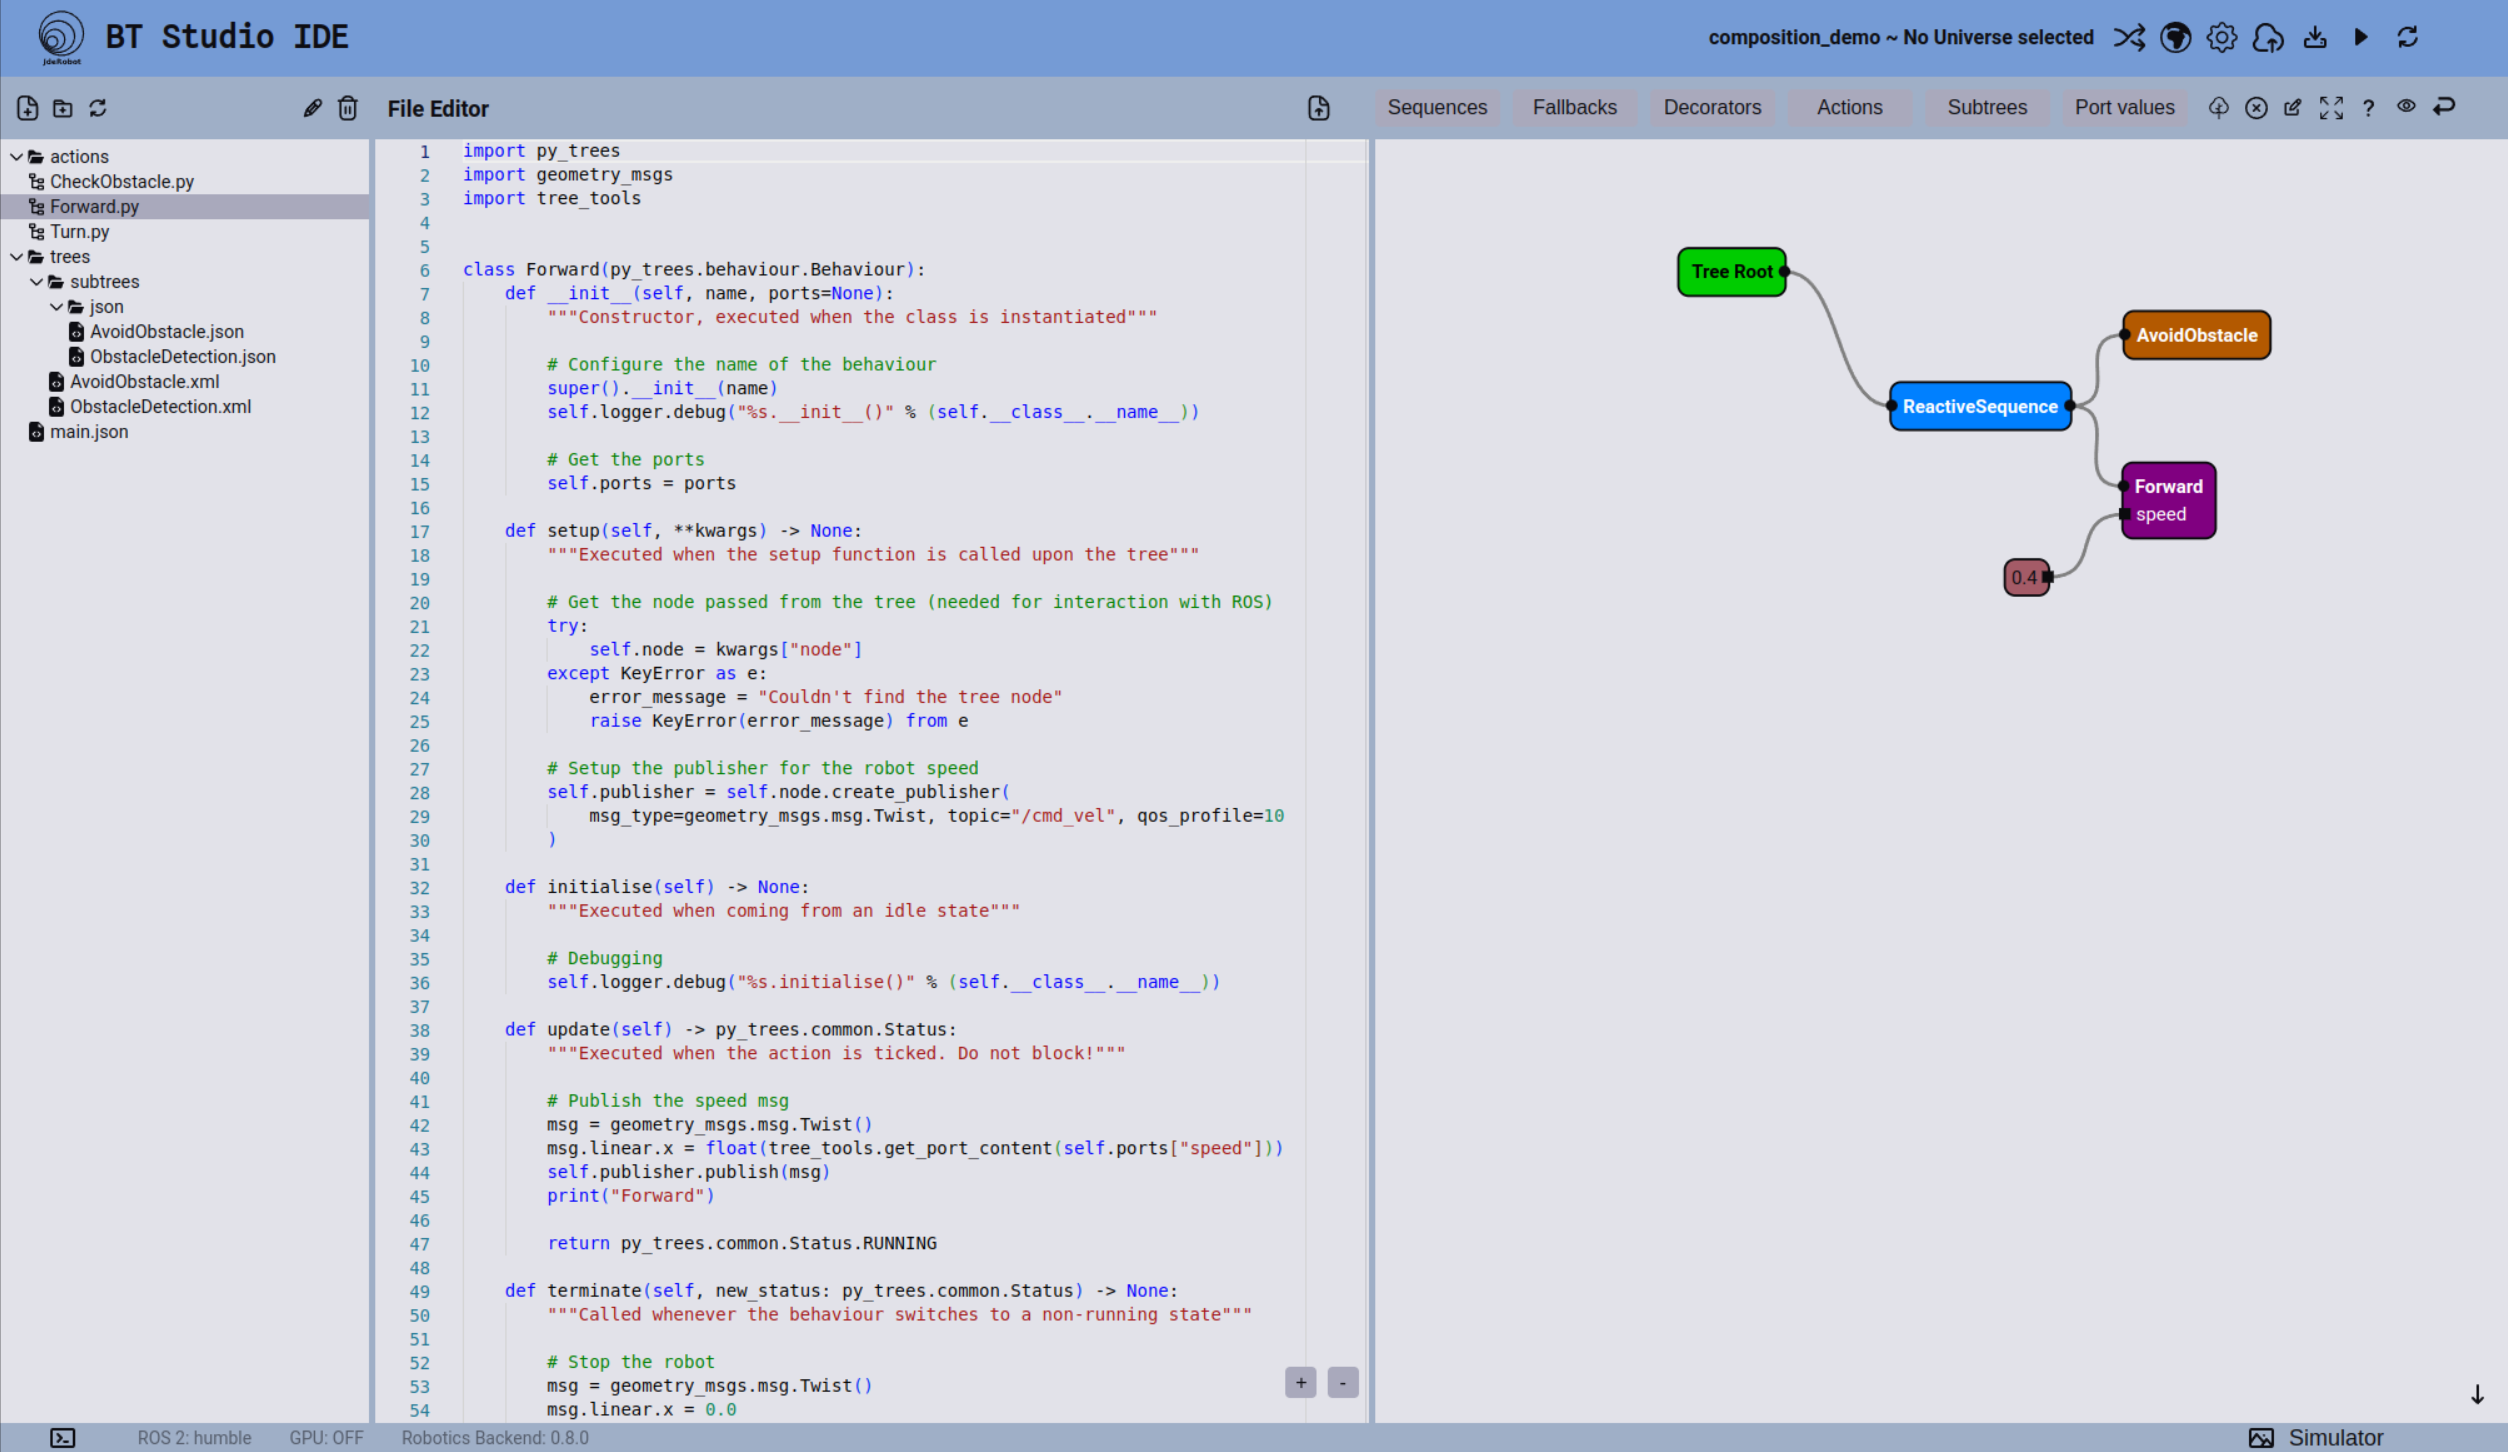 JdeRobot
BT Studio IDE
composition_demo ~ No Universe selected
File Editor
Sequences
Fallbacks
Decorators
Actions
Subtrees
Port values
?
actions
CheckObstacle.py
Forward.py
Turn.py
trees
subtrees
json
AvoidObstacle.json
ObstacleDetection.json
AvoidObstacle.xml
ObstacleDetection.xml
main.json
1 import py_trees
2 import geometry_msgs
3 import tree_tools
4
5
6 class Forward(py_trees.behaviour.Behaviour):
7     def __init__(self, name, ports=None):
8         """Constructor, executed when the class is instantiated"""
9
10         # Configure the name of the behaviour
11         super().__init__(name)
12         self.logger.debug("%s.__init__()" % (self.__class__.__name__))
13
14         # Get the ports
15         self.ports = ports
16
17     def setup(self, **kwargs) -> None:
18         """Executed when the setup function is called upon the tree"""
19
20         # Get the node passed from the tree (needed for interaction with ROS)
21         try:
22             self.node = kwargs["node"]
23         except KeyError as e:
24             error_message = "Couldn't find the tree node"
25             raise KeyError(error_message) from e
26
27         # Setup the publisher for the robot speed
28         self.publisher = self.node.create_publisher(
29             msg_type=geometry_msgs.msg.Twist, topic="/cmd_vel", qos_profile=10
30         )
31
32     def initialise(self) -> None:
33         """Executed when coming from an idle state"""
34
35         # Debugging
36         self.logger.debug("%s.initialise()" % (self.__class__.__name__))
37
38     def update(self) -> py_trees.common.Status:
39         """Executed when the action is ticked. Do not block!"""
40
41         # Publish the speed msg
42         msg = geometry_msgs.msg.Twist()
43         msg.linear.x = float(tree_tools.get_port_content(self.ports["speed"]))
44         self.publisher.publish(msg)
45         print("Forward")
46
47         return py_trees.common.Status.RUNNING
48
49     def terminate(self, new_status: py_trees.common.Status) -> None:
50         """Called whenever the behaviour switches to a non-running state"""
51
52         # Stop the robot
53         msg = geometry_msgs.msg.Twist()
54         msg.linear.x = 0.0
+ -
Tree Root
AvoidObstacle
ReactiveSequence
Forward
speed
0.4
ROS 2: humble
GPU: OFF
Robotics Backend: 0.8.0
Simulator